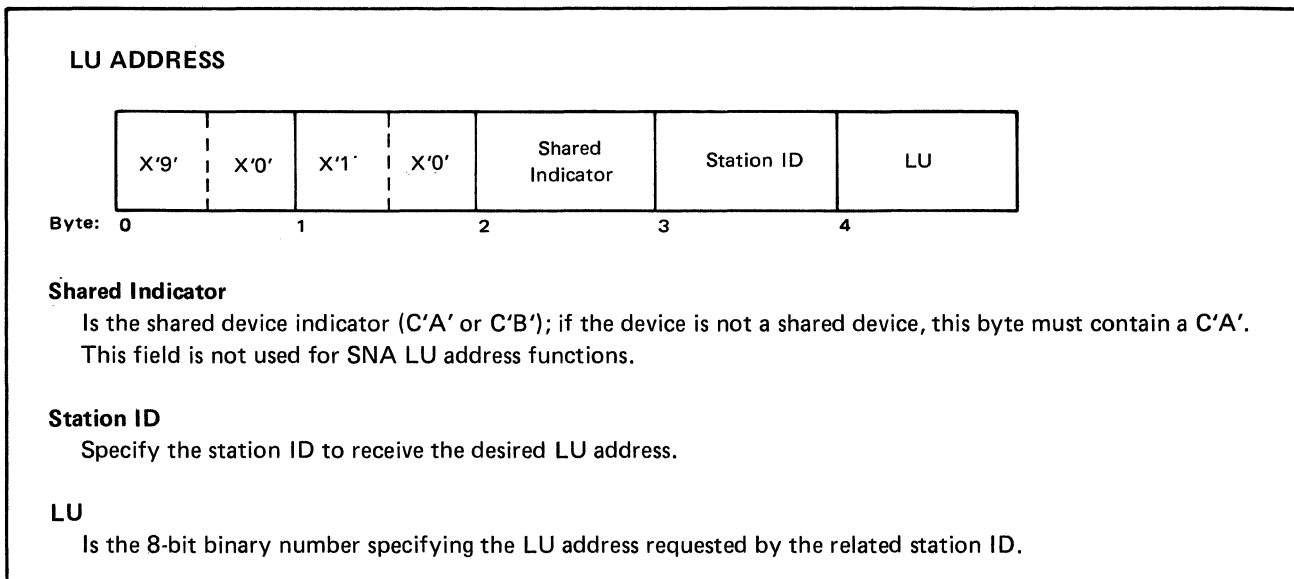 LU ADDRESS
X'9' X'0' X'1' X'0' Shared Indicator Station ID LU
Byte: 0 1 2 3 4
Shared Indicator
Is the shared device indicator (C'A' or C'B'); if the device is not a shared device, this byte must contain a C'A'.
This field is not used for SNA LU address functions.
Station ID
Specify the station ID to receive the desired LU address.
LU
Is the 8-bit binary number specifying the LU address requested by the related station ID.